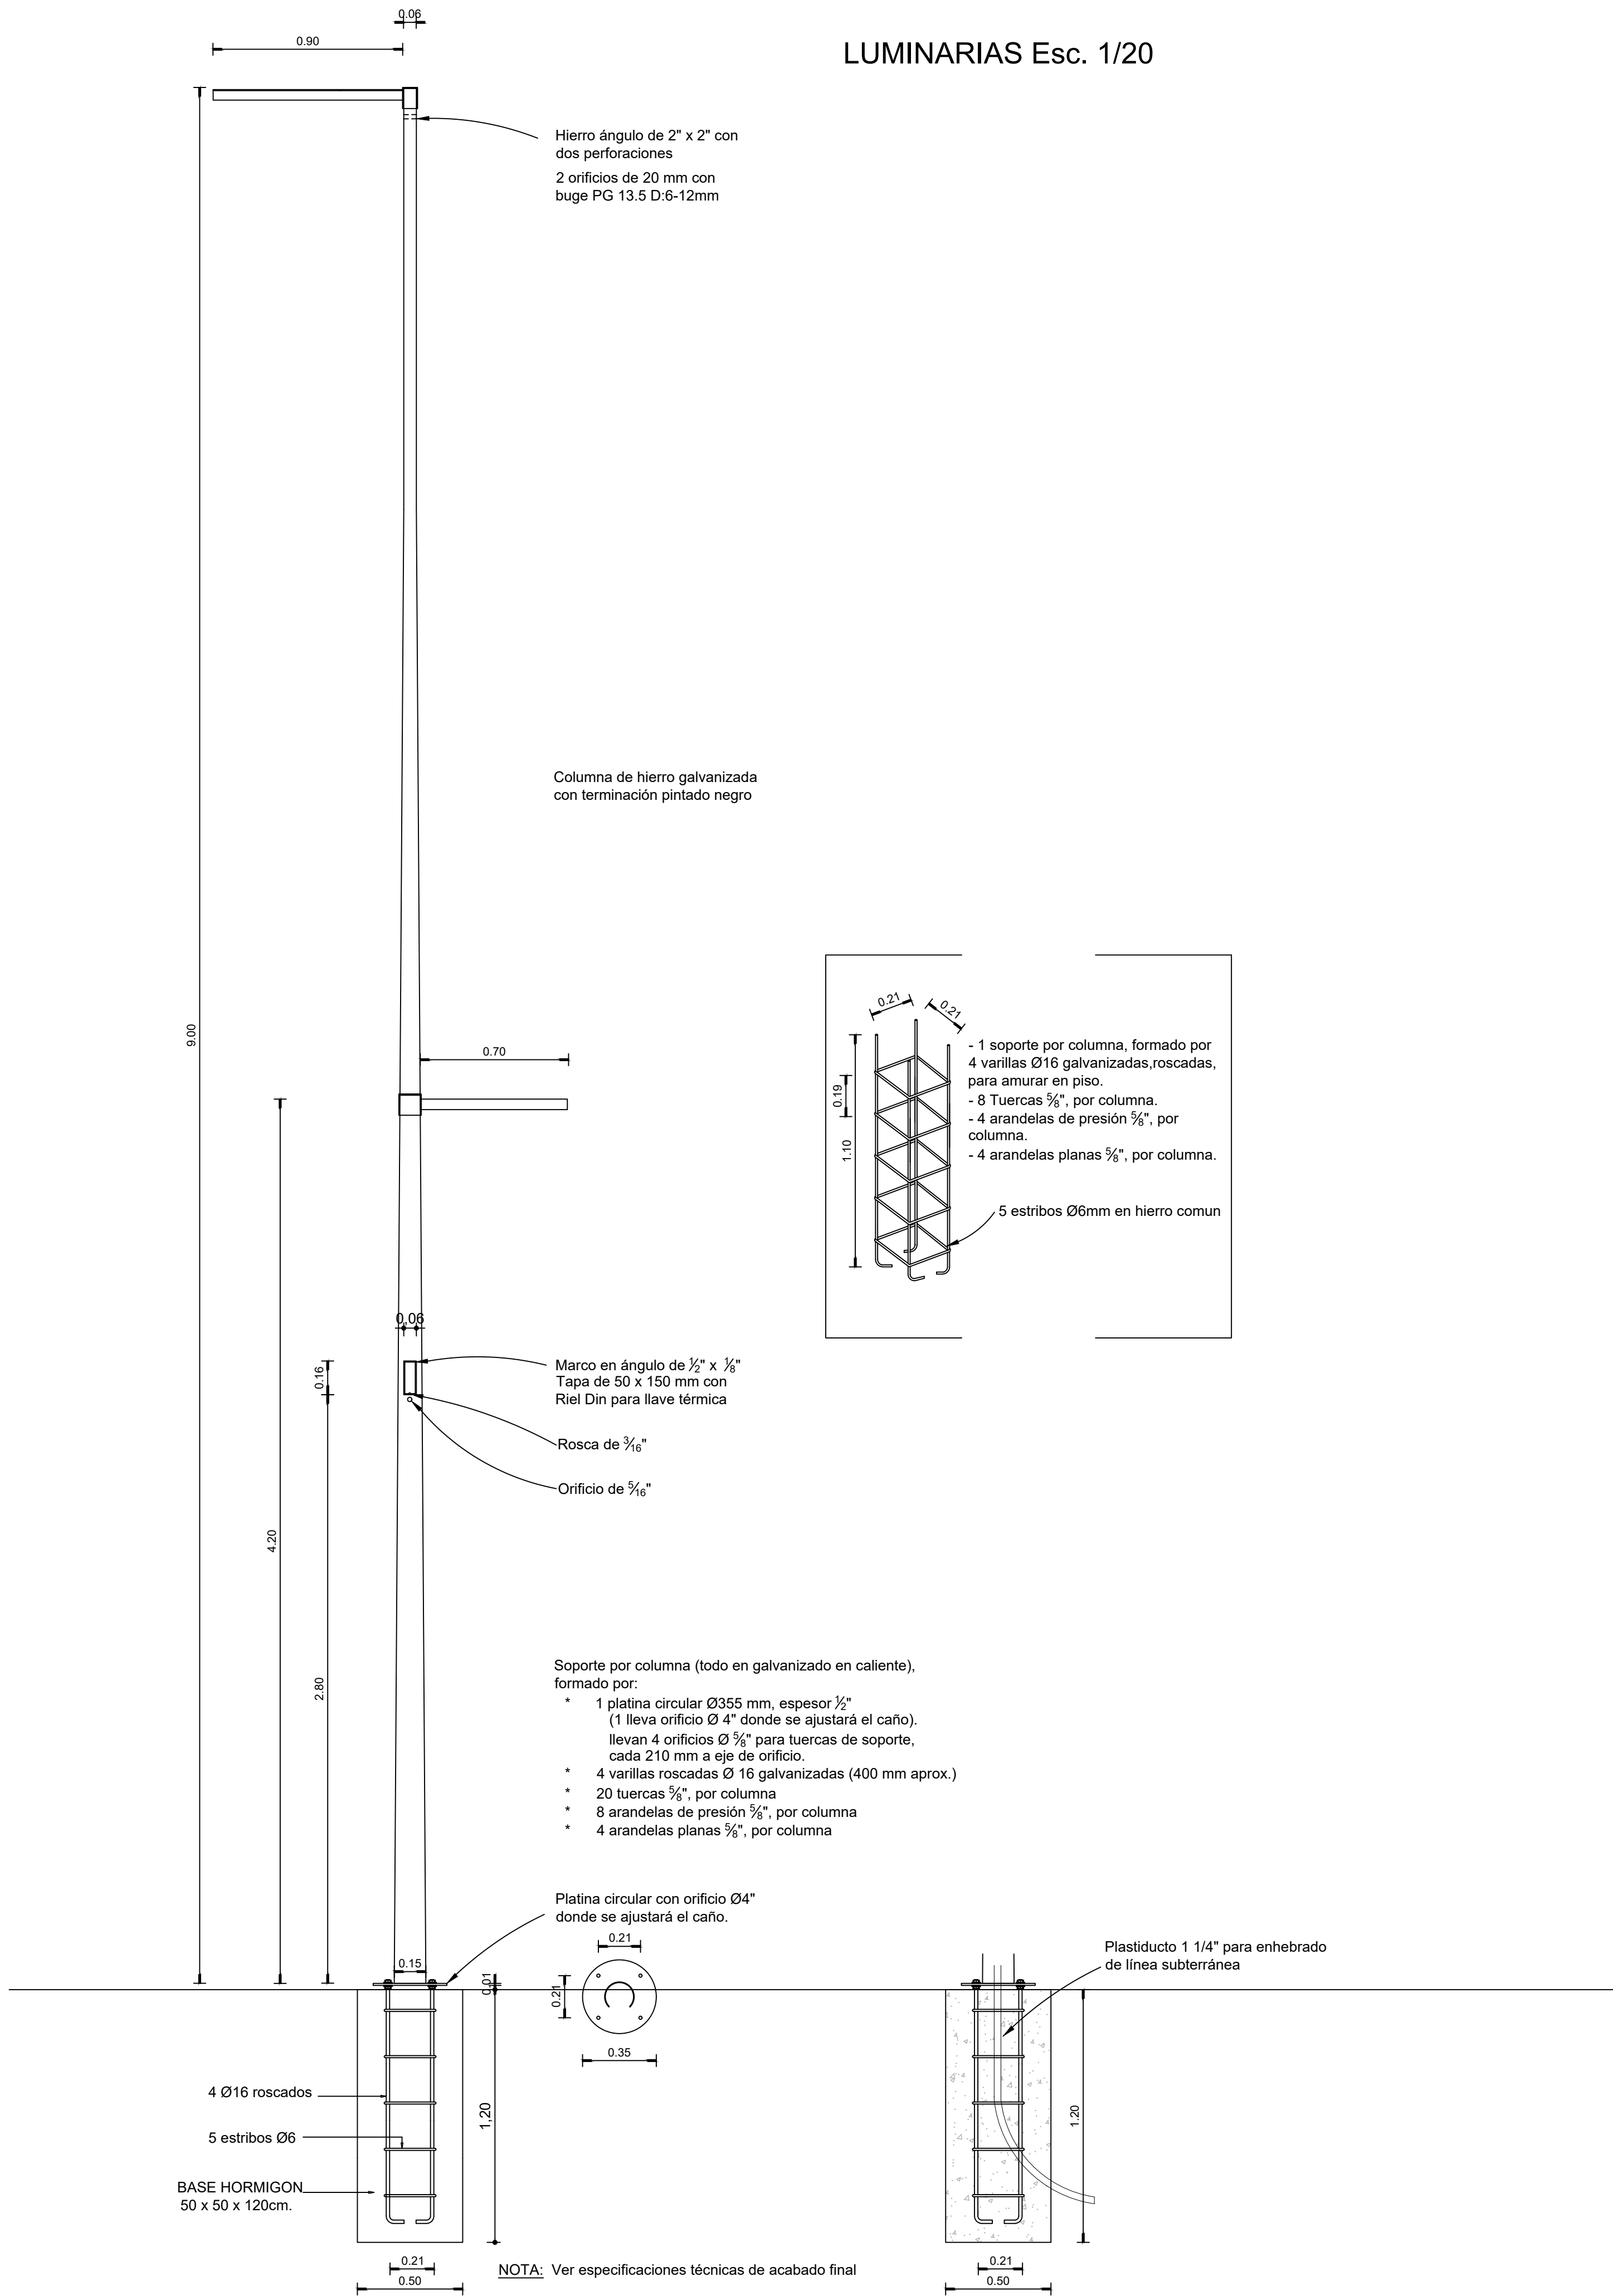 LUMINARIAS Esc. 1/20
0.06
0.90
Hierro ángulo de 2" x 2" con
dos perforaciones
2 orificios de 20 mm con
buge PG 13.5 D:6-12mm
Columna de hierro galvanizada
con terminación pintado negro
9.00
0.70
0.21
0.21
0.19
1.10
- 1 soporte por columna, formado por
4 varillas Ø16 galvanizadas,roscadas,
para amurar en piso.
- 8 Tuercas ⅝", por columna.
- 4 arandelas de presión ⅝", por
columna.
- 4 arandelas planas ⅝", por columna.
5 estribos Ø6mm en hierro comun
0,06
0.16
Marco en ángulo de ½" x ⅛"
Tapa de 50 x 150 mm con
Riel Din para llave térmica
Rosca de 3⁄16"
Orificio de 5⁄16"
4.20
2.80
Soporte por columna (todo en galvanizado en caliente),
formado por:
* 1 platina circular Ø355 mm, espesor ½"
(1 lleva orificio Ø 4" donde se ajustará el caño).
llevan 4 orificios Ø ⅝" para tuercas de soporte,
cada 210 mm a eje de orificio.
* 4 varillas roscadas Ø 16 galvanizadas (400 mm aprox.)
* 20 tuercas ⅝", por columna
* 8 arandelas de presión ⅝", por columna
* 4 arandelas planas ⅝", por columna
Platina circular con orificio Ø4"
donde se ajustará el caño.
0.15
0.01
0.21
0.21
0.35
Plastiducto 1 1/4" para enhebrado
de línea subterránea
4 Ø16 roscados
5 estribos Ø6
BASE HORMIGON
50 x 50 x 120cm.
1,20
1.20
0.21
0.50
NOTA: Ver especificaciones técnicas de acabado final
0.21
0.50